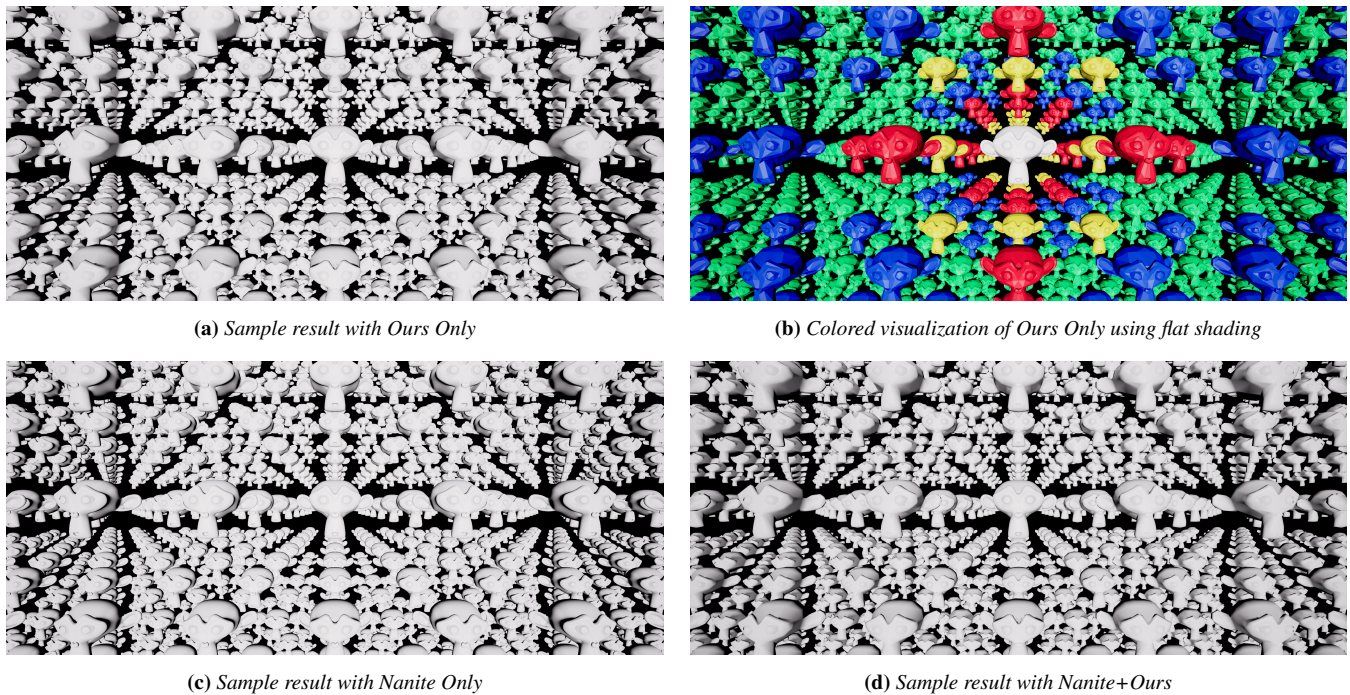 (a) Sample result with Ours Only
(b) Colored visualization of Ours Only using flat shading
(c) Sample result with Nanite Only
(d) Sample result with Nanite+Ours